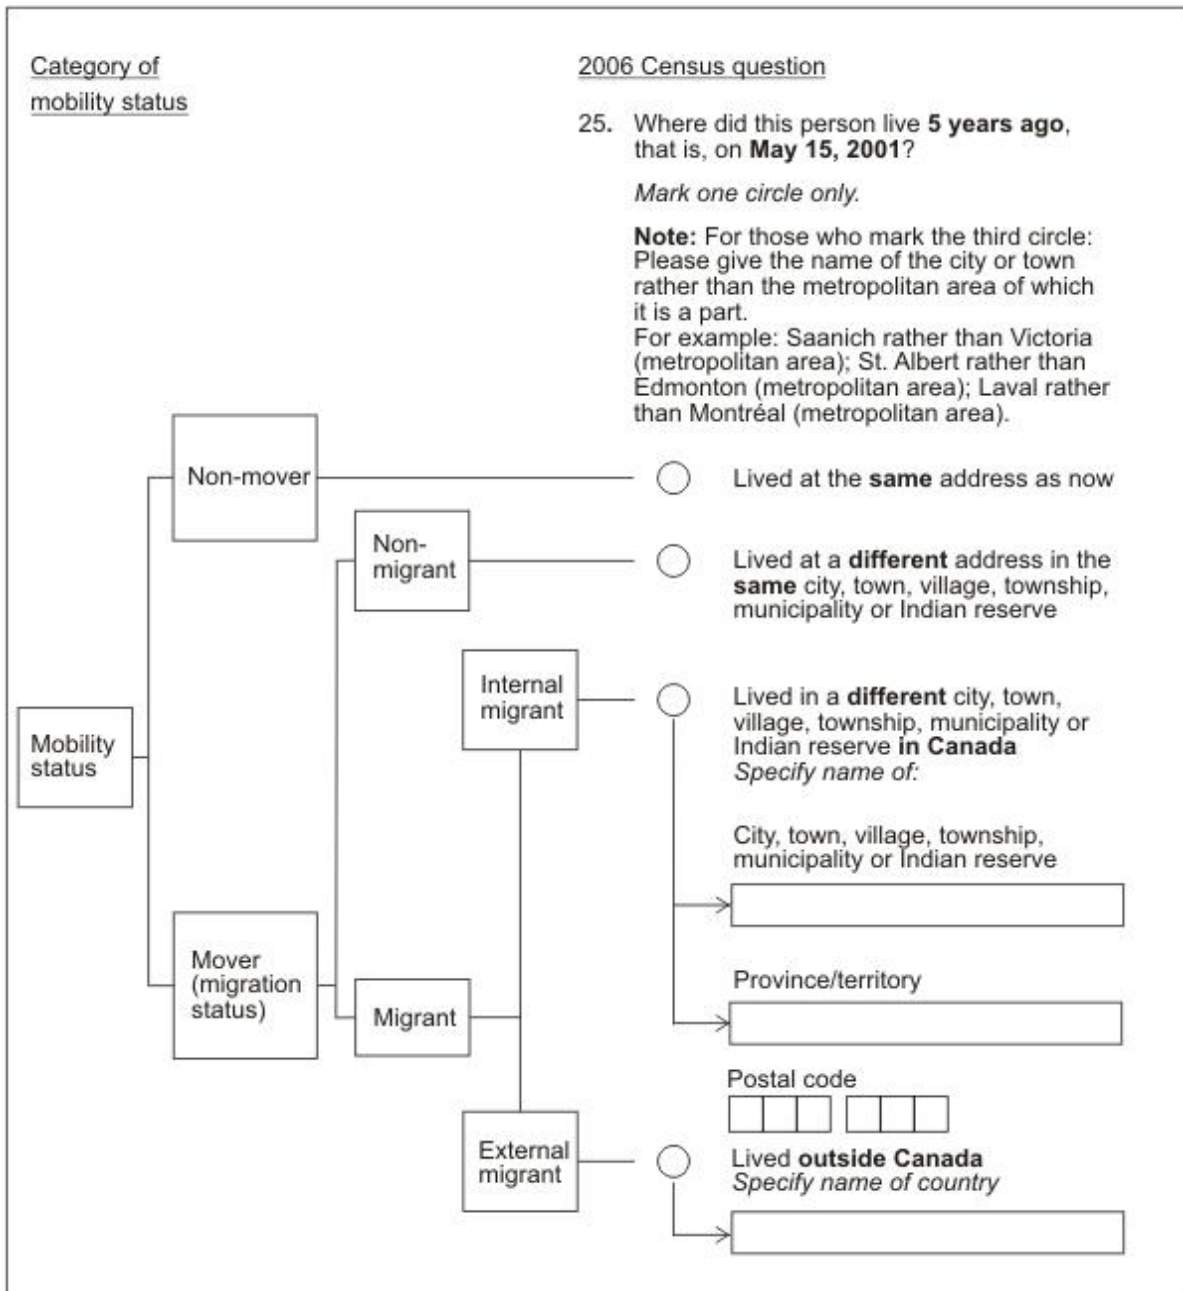 Category of
mobility status
2006 Census question
25. Where did this person live 5 years ago,
that is, on May 15, 2001?
Mark one circle only.
Note: For those who mark the third circle:
Please give the name of the city or town
rather than the metropolitan area of which
it is a part.
For example: Saanich rather than Victoria
(metropolitan area); St. Albert rather than
Edmonton (metropolitan area); Laval rather
than Montréal (metropolitan area).
Non-mover
Lived at the same address as now
Non-
migrant
Lived at a different address in the
same city, town, village, township,
municipality or Indian reserve
Internal
migrant
Lived in a different city, town,
village, township, municipality or
Indian reserve in Canada
Specify name of:
Mobility
status
City, town, village, township,
municipality or Indian reserve
Mover
(migration
status)
Province/territory
Migrant
Postal code
External
migrant
Lived outside Canada
Specify name of country